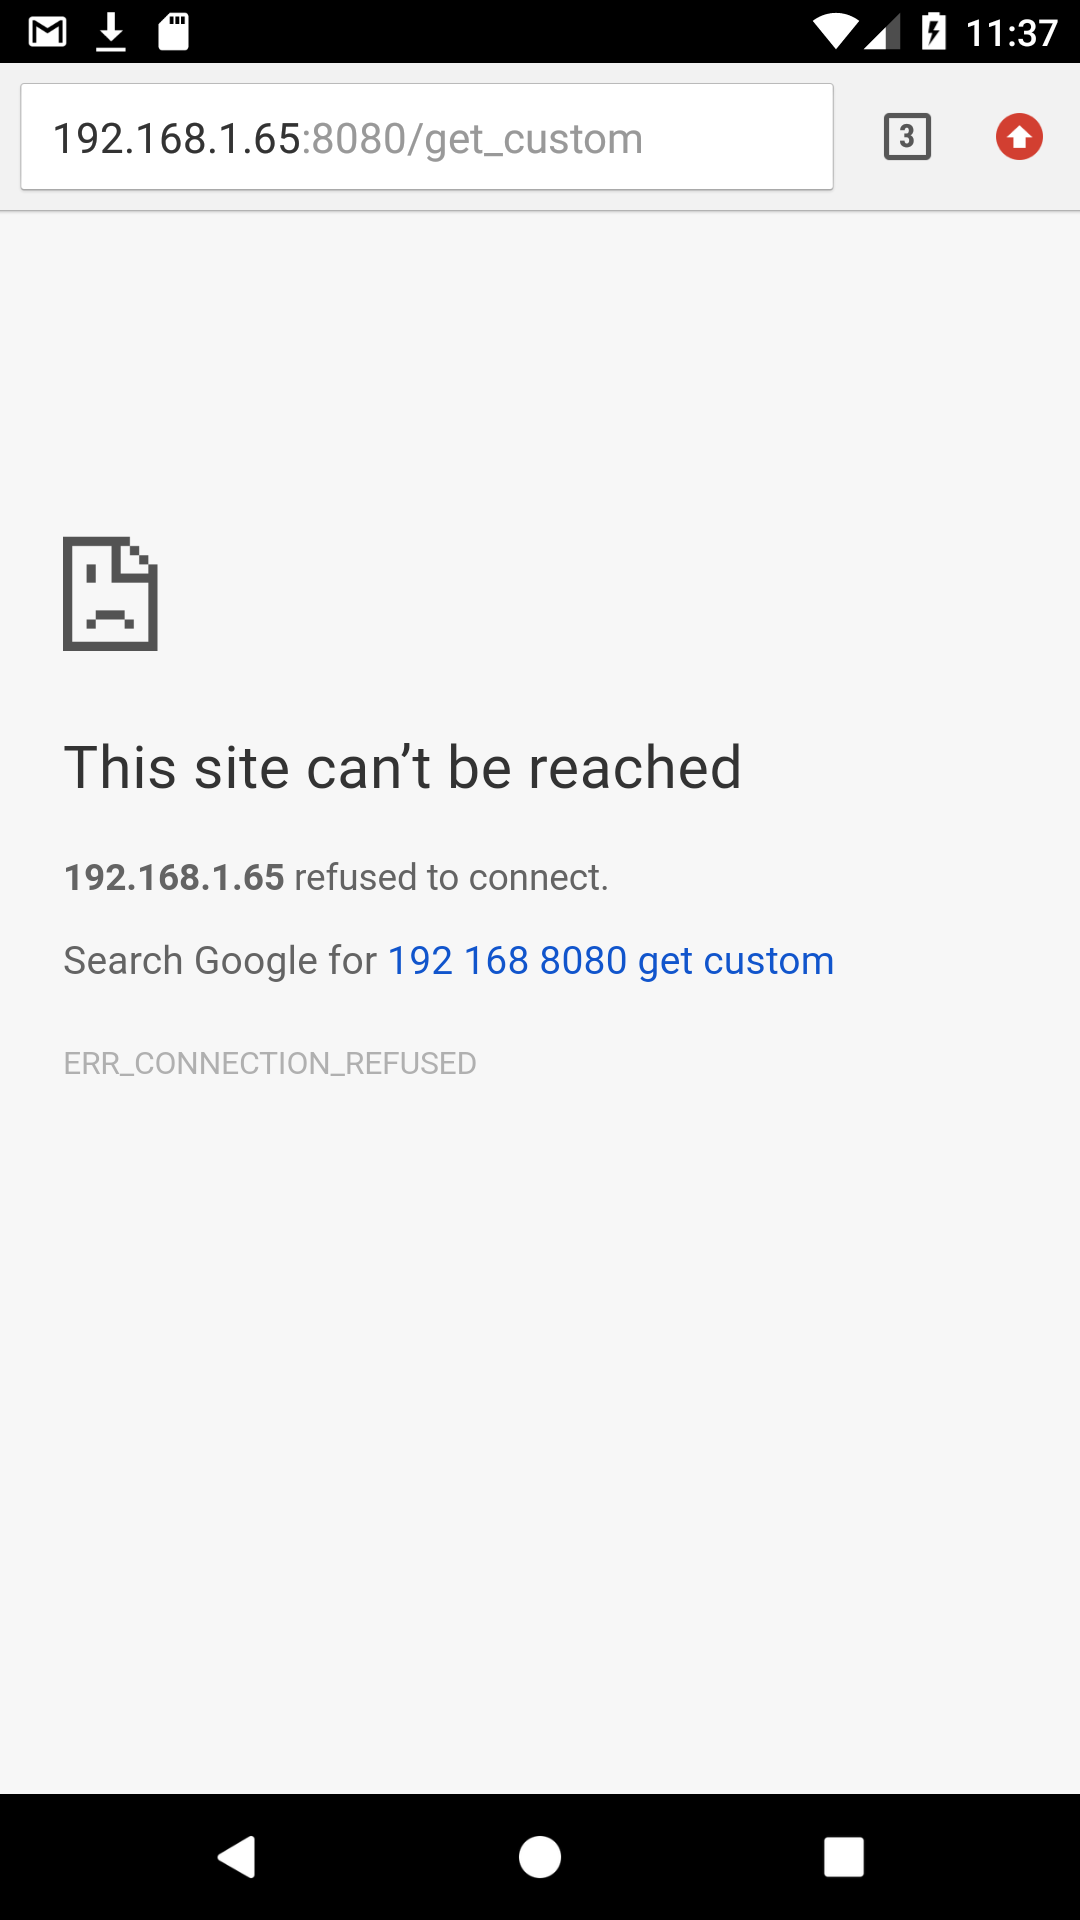 11:37
192.168.1.65:8080/get_custom
3
This site can’t be reached
192.168.1.65 refused to connect.
Search Google for 192 168 8080 get custom
ERR_CONNECTION_REFUSED